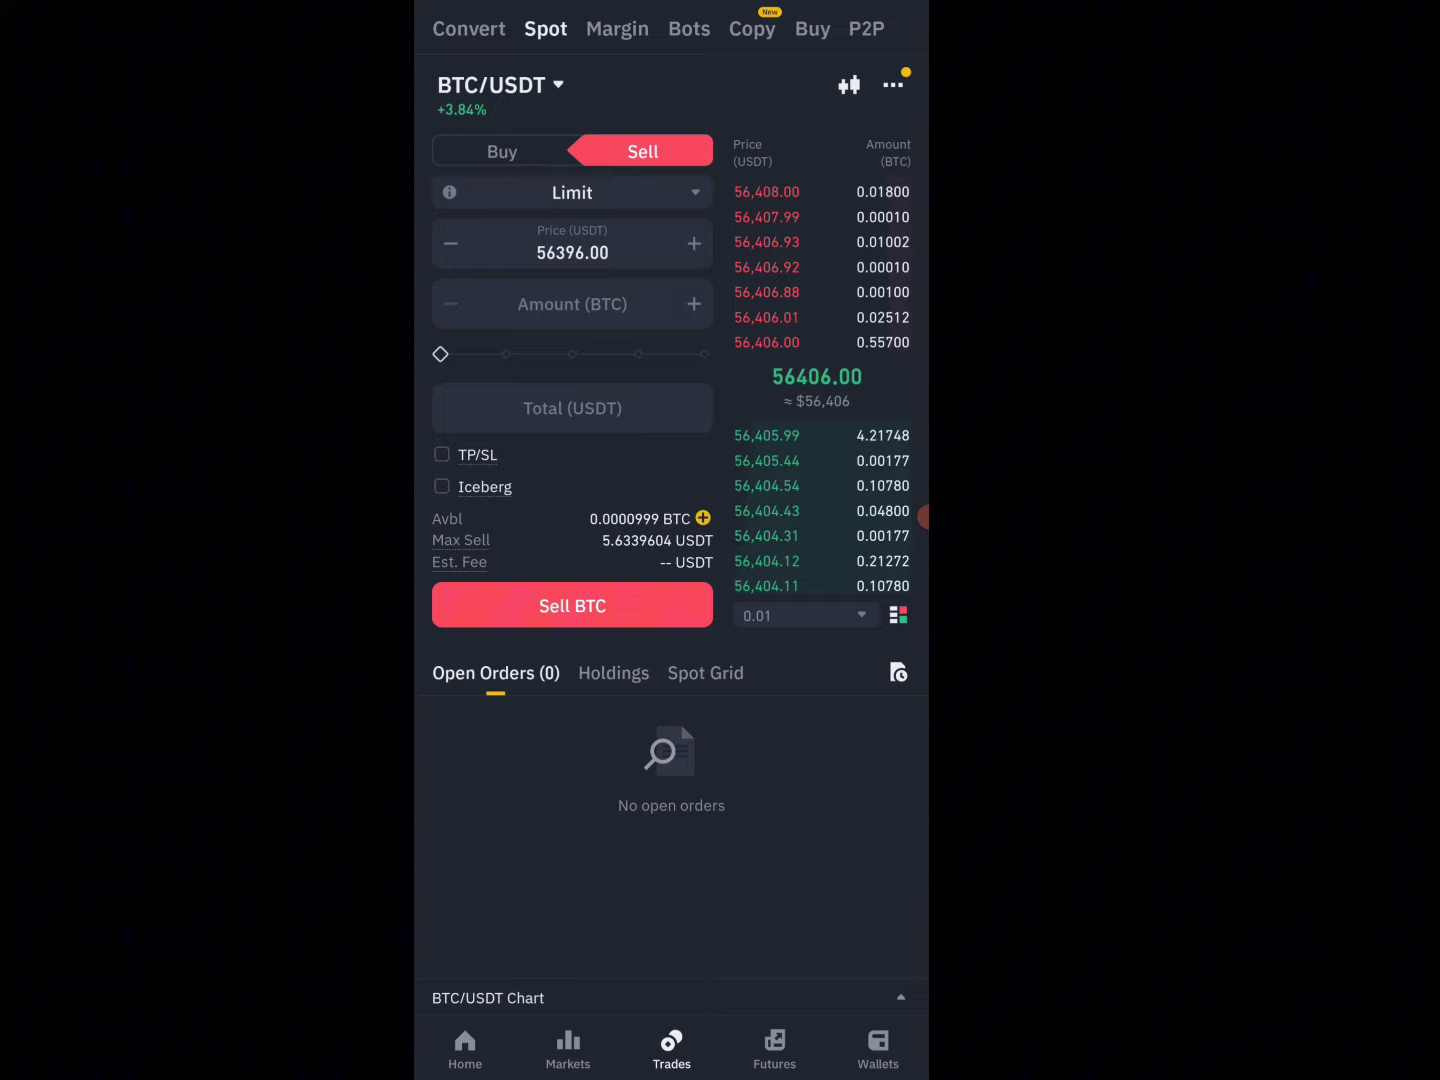 New
Convert Spot Margin Bots Copy Buy P2P
BTC/USDT
+3.84%
Buy Sell
Limit
Price (USDT)
56396.00
Amount (BTC)
Total (USDT)
TP/SL
Iceberg
Avbl 0.0000999 BTC
Max Sell 5.6339604 USDT
Est. Fee -- USDT
Sell BTC
Price Amount
(USDT) (BTC)
56,408.00 0.01800
56,407.99 0.00010
56,406.93 0.01002
56,406.92 0.00010
56,406.88 0.00100
56,406.01 0.02512
56,406.00 0.55700
56406.00
≈ $56,406
56,405.99 4.21748
56,405.44 0.00177
56,404.54 0.10780
56,404.43 0.04800
56,404.31 0.00177
56,404.12 0.21272
56,404.11 0.10780
0.01
Open Orders (0) Holdings Spot Grid
No open orders
BTC/USDT Chart
Home Markets Trades Futures Wallets